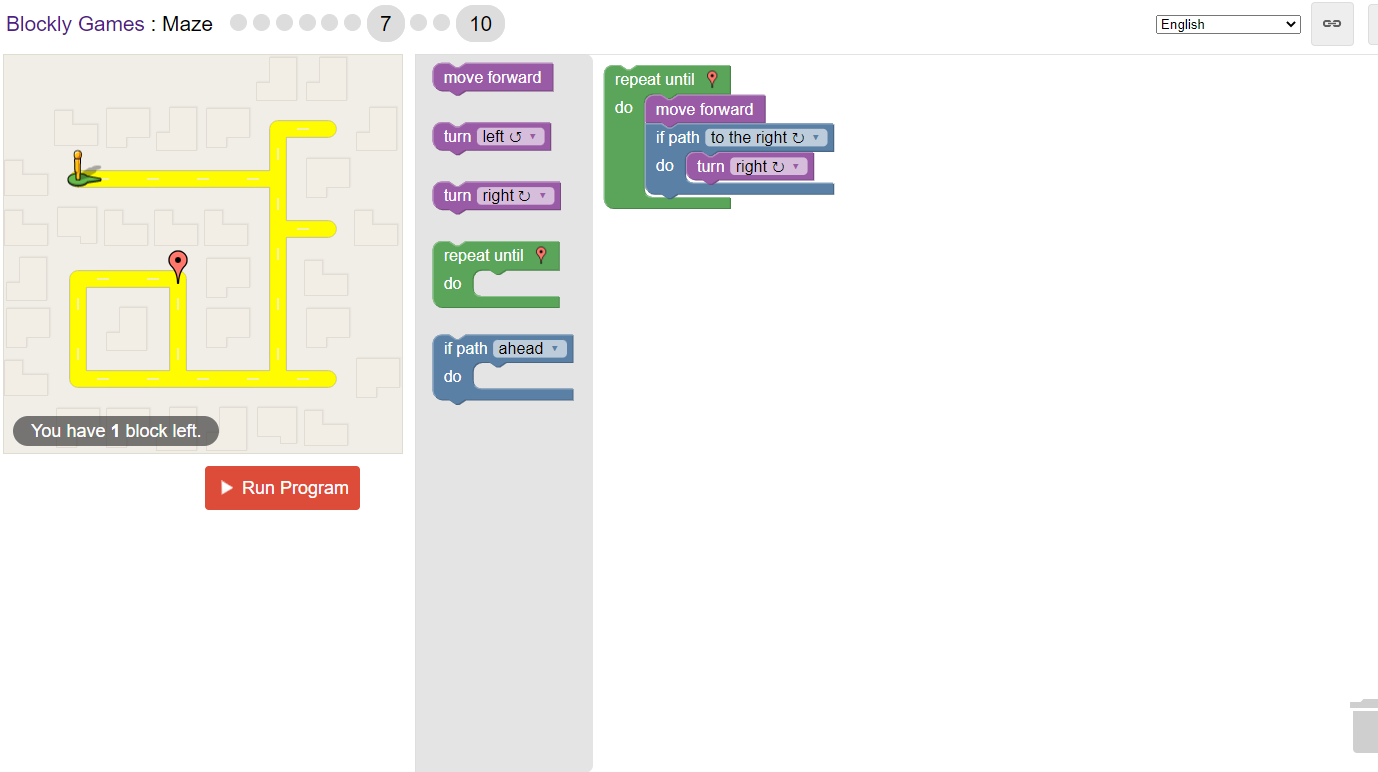 Blockly Games : Maze
7
10
English
You have 1 block left.
Run Program
move forward
turn left ↺
turn right ↻
repeat until
do
if path ahead
do
repeat until
do
move forward
if path to the right ↻
do
turn right ↻